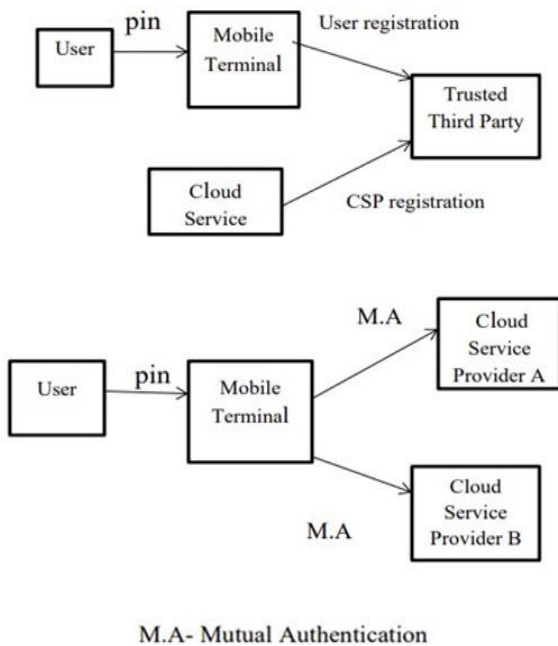 User
pin
Mobile
Terminal
User registration
Trusted
Third Party
Cloud
Service
CSP registration
User
pin
Mobile
Terminal
M.A
Cloud
Service
Provider A
M.A
Cloud
Service
Provider B
M.A- Mutual Authentication